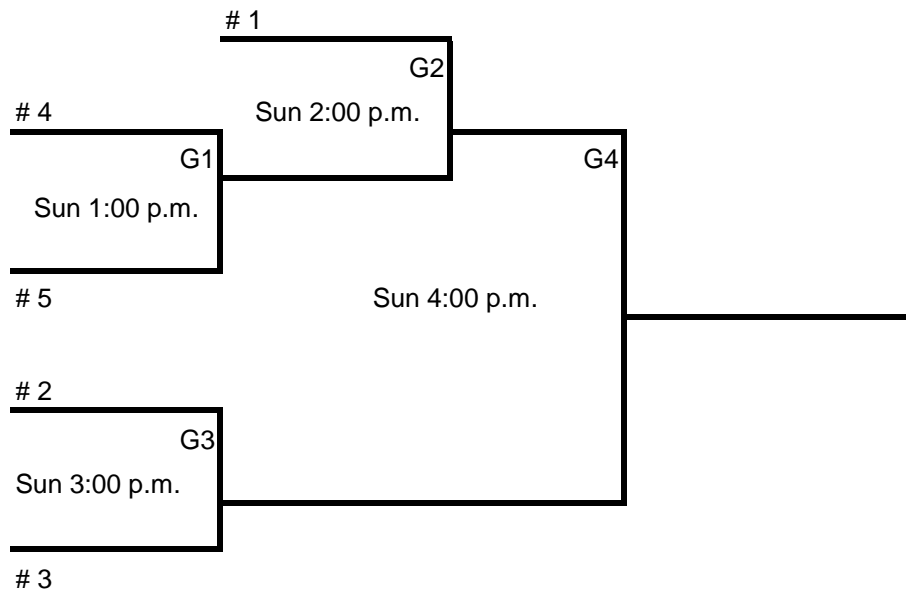 # 1
G2
Sun 2:00 p.m.
# 4
G1
G4
Sun 1:00 p.m.
# 5
Sun 4:00 p.m.
# 2
G3
Sun 3:00 p.m.
# 3